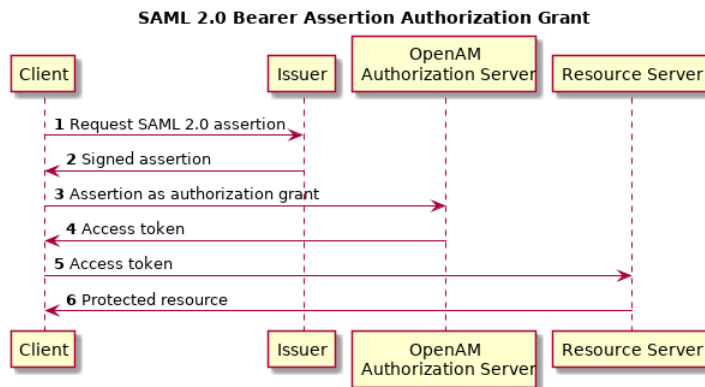 SAML 2.0 Bearer Assertion Authorization Grant
Client
Issuer
OpenAM
Authorization Server
Resource Server
1 Request SAML 2.0 assertion
2 Signed assertion
3 Assertion as authorization grant
4 Access token
5 Access token
6 Protected resource
Client
Issuer
OpenAM
Authorization Server
Resource Server